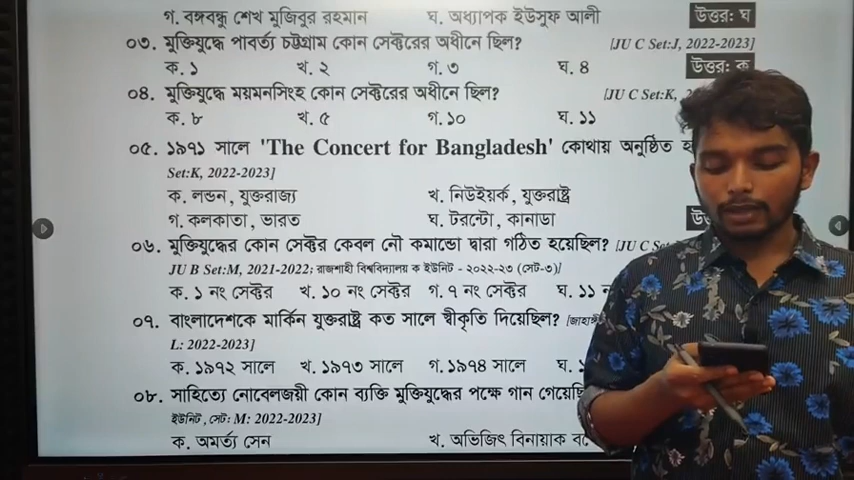 গ. বঙ্গবন্ধু শেখ মুজিবুর রহমান ঘ. অধ্যাপক ইউসুফ আলী উত্তর: ঘ
০৩. মুক্তিযুদ্ধে পার্বত্য চট্টগ্রাম কোন সেক্টরের অধীনে ছিল? [JU C Set:J, 2022-2023]
ক. ১ খ. ২ গ. ৩ ঘ. ৪ উত্তর: ক
০৪. মুক্তিযুদ্ধে ময়মনসিংহ কোন সেক্টরের অধীনে ছিল? [JU C Set:K,
ক. ৮ খ. ৫ গ. ১০ ঘ. ১১
০৫. ১৯৭১ সালে 'The Concert for Bangladesh' কোথায় অনুষ্ঠিত
Set:K, 2022-2023]
ক. লন্ডন, যুক্তরাজ্য খ. নিউইয়র্ক, যুক্তরাষ্ট্র
গ. কলকাতা, ভারত ঘ. টরন্টো, কানাডা
০৬. মুক্তিযুদ্ধের কোন সেক্টর কেবল নৌ কমান্ডো দ্বারা গঠিত হয়েছিল? [JU C
JU B Set:M, 2021-2022; রাজশাহী বিশ্ববিদ্যালয় ক ইউনিট - ২০২২-২৩ (সেট-৩)]
ক. ১ নং সেক্টর খ. ১০ নং সেক্টর গ. ৭ নং সেক্টর ঘ. ১১
০৭. বাংলাদেশকে মার্কিন যুক্তরাষ্ট্র কত সালে স্বীকৃতি দিয়েছিল?
L: 2022-2023]
ক. ১৯৭২ সালে খ. ১৯৭৩ সালে গ. ১৯৭৪ সালে ঘ.
০৮. সাহিত্যে নোবেলজয়ী কোন ব্যক্তি মুক্তিযুদ্ধের পক্ষে গান
ইউনিট, সেট: M: 2022-2023]
ক. অমর্ত্য সেন খ. অভিজিৎ বিনায়ক